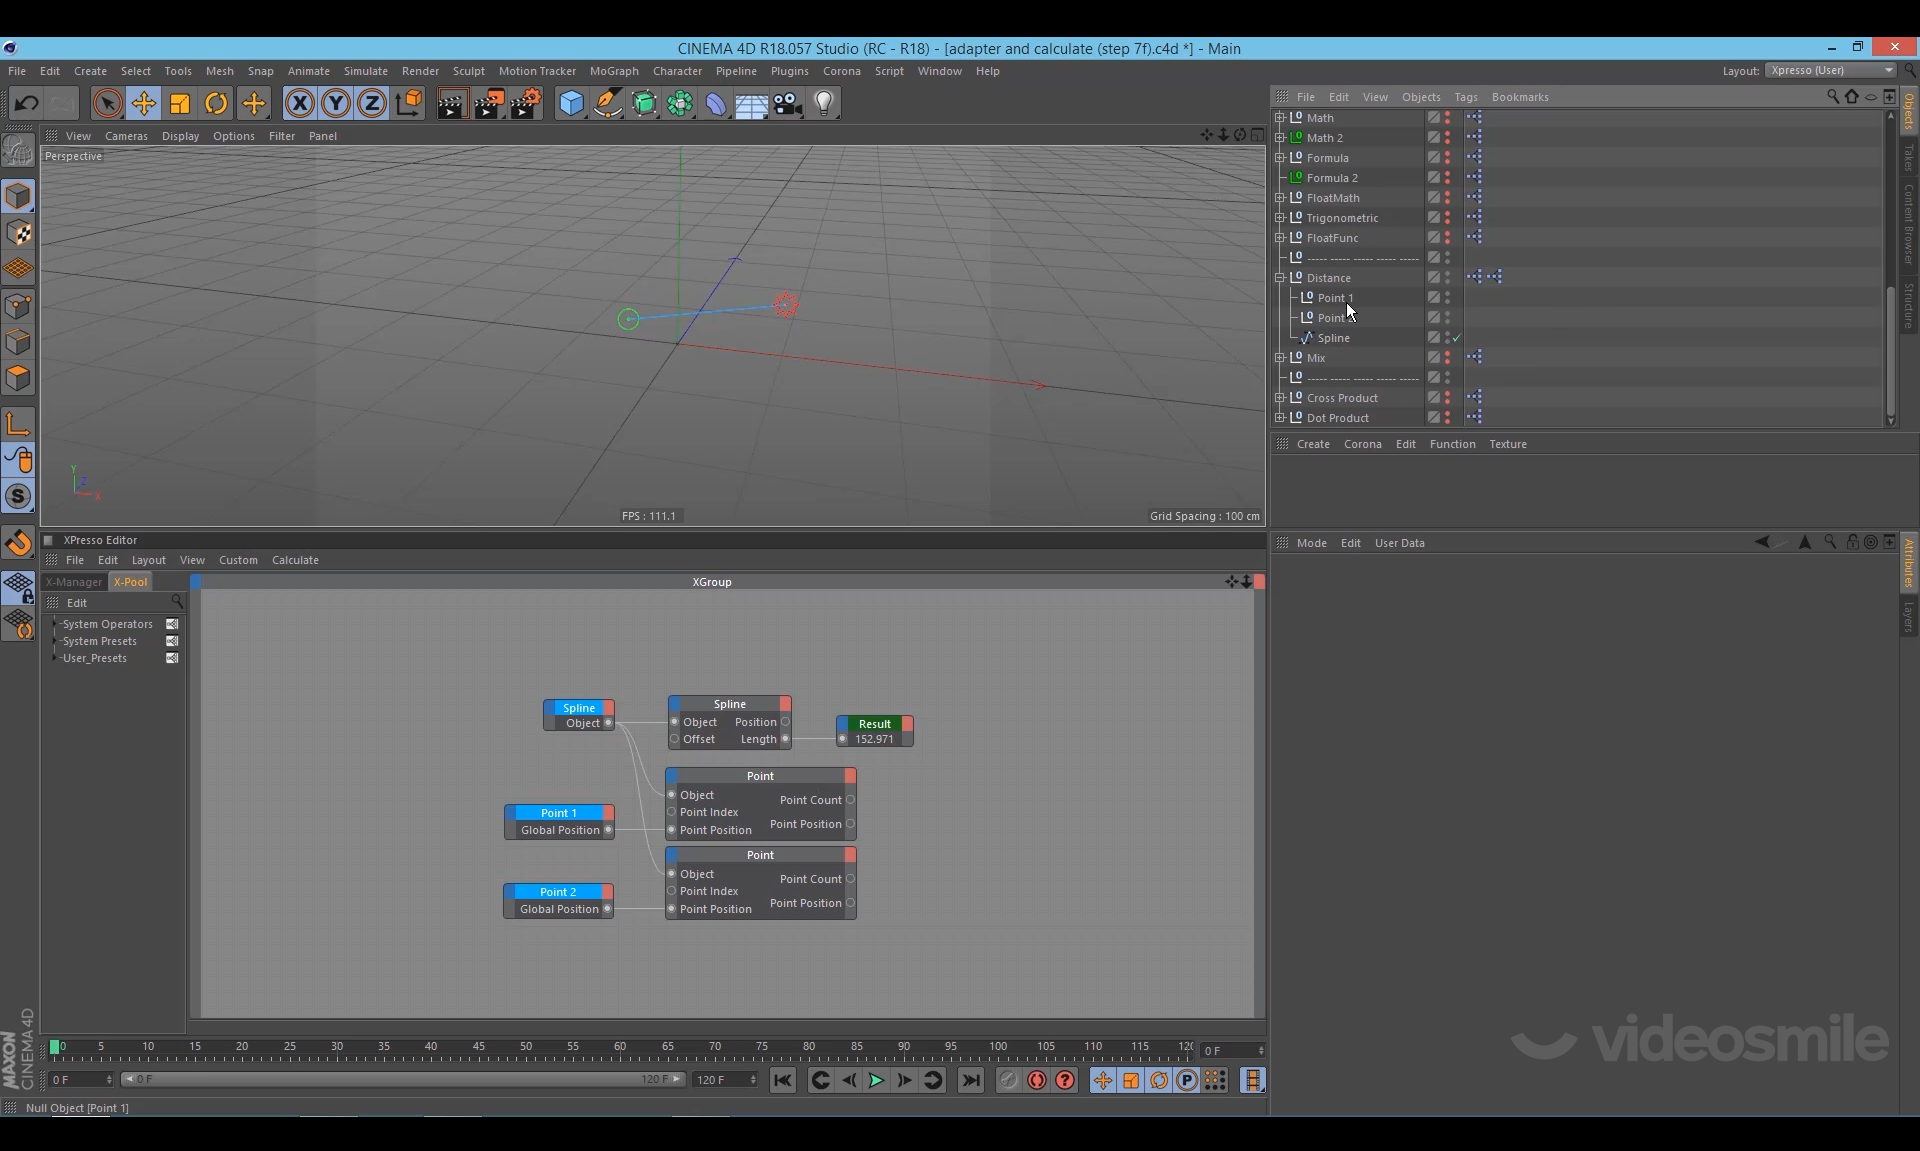 CINEMA 4D R18.057 Studio (RC - R18) - [adapter and calculate (step 7f).c4d *] - Main
File Edit Create Select Tools Mesh Snap Animate Simulate Render Sculpt Motion Tracker MoGraph Character Pipeline Plugins Corona Script Window Help
Layout: Xpresso (User)
File Edit View Objects Tags Bookmarks
View Cameras Display Options Filter Panel
Perspective
FPS : 111.1
Grid Spacing : 100 cm
Math
Math 2
Formula
Formula 2
FloatMath
Trigonometric
FloatFunc
----- ----- ----- ----- -----
Distance
Point 1
Point
Spline
Mix
----- ----- ----- ----- -----
Cross Product
Dot Product
Objects
Takes
Content Browser
Structure
Create Corona Edit Function Texture
Mode Edit User Data
Attributes
Layers
XPresso Editor
File Edit Layout View Custom Calculate
X-Manager X-Pool
XGroup
Edit
System Operators
System Presets
User_Presets
Spline
Object
Spline
Object Position
Offset Length
Result
152.971
Point
Object
Point Count
Point Index
Point Position
Point Position
Point 1
Global Position
Point
Object
Point Count
Point Index
Point Position
Point Position
Point 2
Global Position
0 5 10 15 20 25 30 35 40 45 50 55 60 65 70 75 80 85 90 95 100 105 110 115 120
0 F
0 F
0 F
120 F
120 F
Null Object [Point 1]
MAXON
CINEMA 4D
videosmile